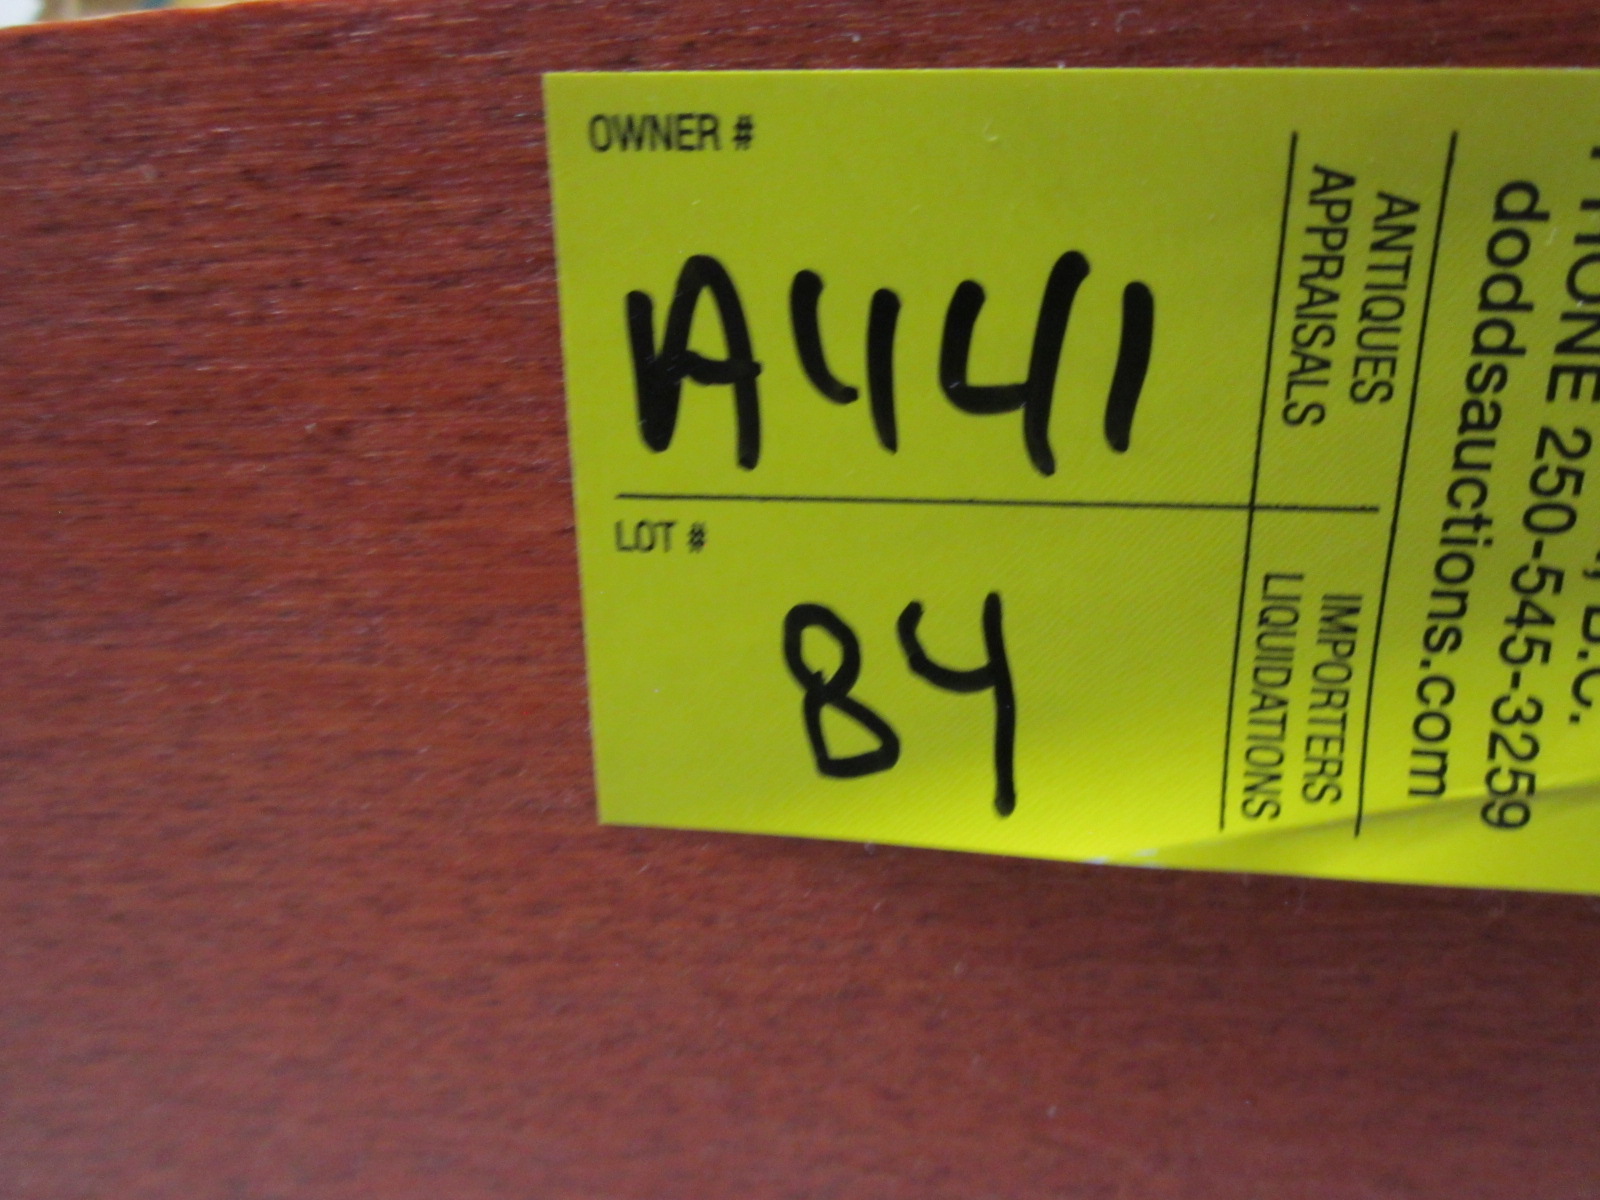 OWNER #
A441
LOT #
84
ANTIQUES
APPRAISALS
IMPORTERS
LIQUIDATIONS
B.C.
PHONE 250-545-3259
doddsauctions.com